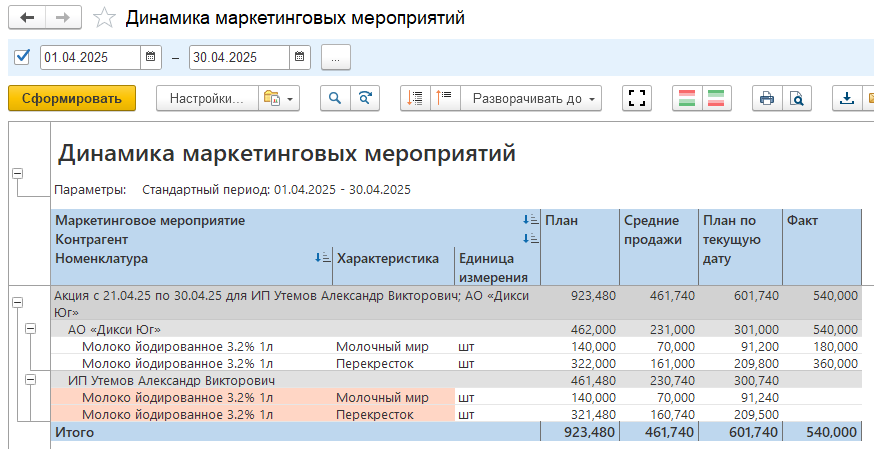 Динамика маркетинговых мероприятий
01.04.2025 – 30.04.2025 ...
Сформировать Настройки... Разворачивать до
Динамика маркетинговых мероприятий
Параметры: Стандартный период: 01.04.2025 - 30.04.2025
Маркетинговое мероприятие План Средние План по Факт
Контрагент продажи текущую
Номенклатура Характеристика Единица дату
измерения
Акция с 21.04.25 по 30.04.25 для ИП Утемов Александр Викторович; АО «Дикси 923,480 461,740 601,740 540,000
Юг»
АО «Дикси Юг» 462,000 231,000 301,000 540,000
Молоко йодированное 3.2% 1л Молочный мир шт 140,000 70,000 91,200 180,000
Молоко йодированное 3.2% 1л Перекресток шт 322,000 161,000 209,800 360,000
ИП Утемов Александр Викторович 461,480 230,740 300,740
Молоко йодированное 3.2% 1л Молочный мир шт 140,000 70,000 91,240
Молоко йодированное 3.2% 1л Перекресток шт 321,480 160,740 209,500
Итого 923,480 461,740 601,740 540,000